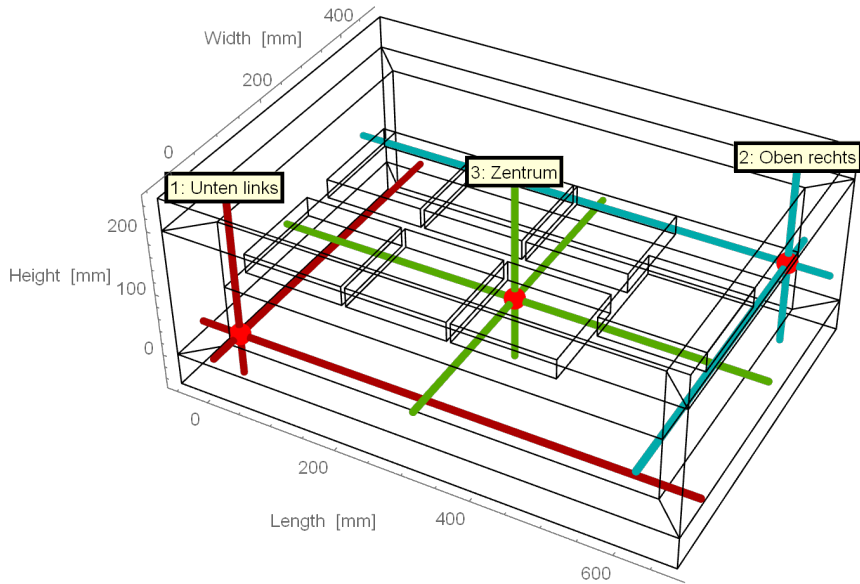 Width [mm]
400
200
0
2: Oben rechts
3: Zentrum
1: Unten links
200
Height [mm]
100
0
0
200
Length [mm]
400
600